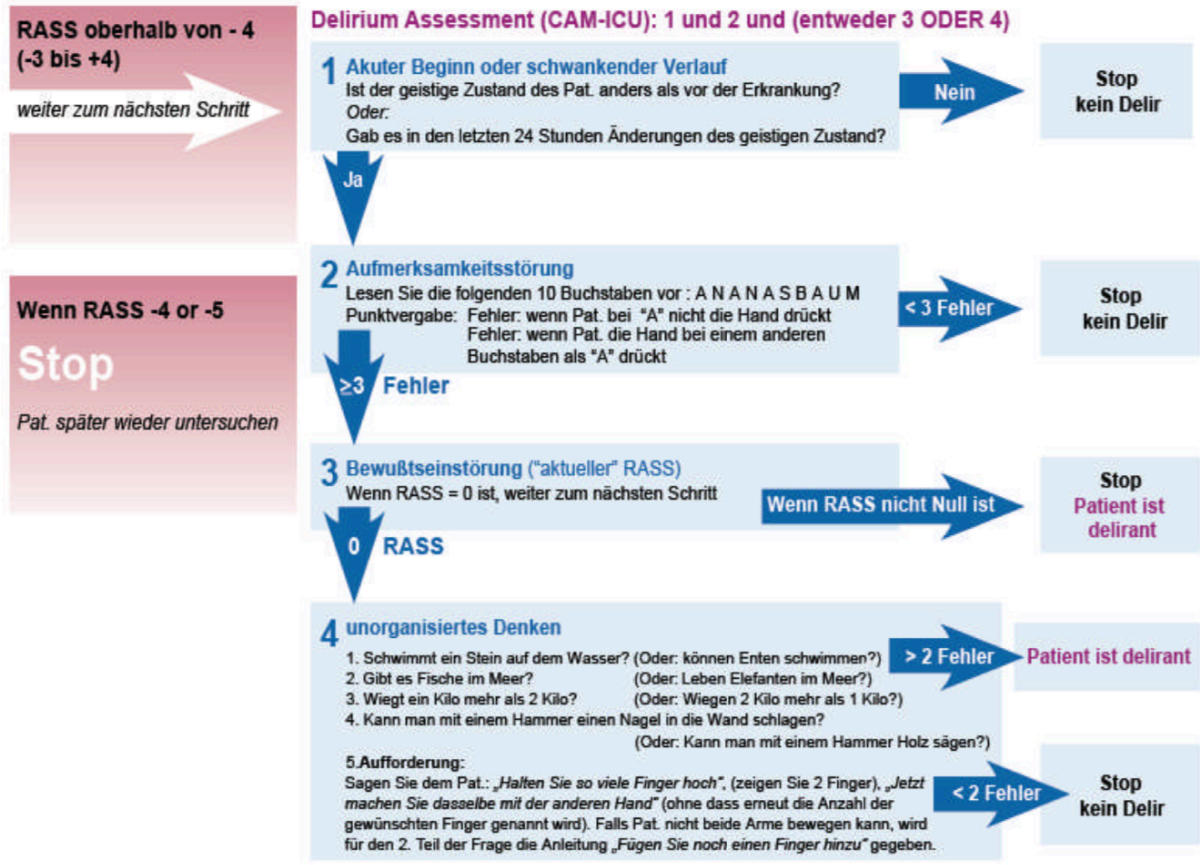 RASS oberhalb von - 4
(-3 bis +4)
weiter zum nächsten Schritt
Wenn RASS -4 or -5
Stop
Pat. später wieder untersuchen
Delirium Assessment (CAM-ICU): 1 und 2 und (entweder 3 ODER 4)
1 Akuter Beginn oder schwankender Verlauf
Ist der geistige Zustand des Pat. anders als vor der Erkrankung?
Oder:
Gab es in den letzten 24 Stunden Änderungen des geistigen Zustand?
Nein
Stop
kein Delir
Ja
2 Aufmerksamkeitsstörung
Lesen Sie die folgenden 10 Buchstaben vor : A N A N A S B A U M
Punktvergabe: Fehler: wenn Pat. bei “A” nicht die Hand drückt
Fehler: wenn Pat. die Hand bei einem anderen
Buchstaben als “A” drückt
< 3 Fehler
Stop
kein Delir
≥3 Fehler
3 Bewußtseinstörung (“aktueller” RASS)
Wenn RASS = 0 ist, weiter zum nächsten Schritt
Wenn RASS nicht Null ist
Stop
Patient ist
delirant
0 RASS
4 unorganisiertes Denken
1. Schwimmt ein Stein auf dem Wasser? (Oder: können Enten schwimmen?)
2. Gibt es Fische im Meer? (Oder: Leben Elefanten im Meer?)
3. Wiegt ein Kilo mehr als 2 Kilo? (Oder: Wiegen 2 Kilo mehr als 1 Kilo?)
4. Kann man mit einem Hammer einen Nagel in die Wand schlagen?
(Oder: Kann man mit einem Hammer Holz sägen?)
> 2 Fehler
Patient ist delirant
5.Aufforderung:
Sagen Sie dem Pat.: „Halten Sie so viele Finger hoch“, (zeigen Sie 2 Finger), „Jetzt
machen Sie dasselbe mit der anderen Hand“ (ohne dass erneut die Anzahl der
gewünschten Finger genannt wird). Falls Pat. nicht beide Arme bewegen kann, wird
für den 2. Teil der Frage die Anleitung „Fügen Sie noch einen Finger hinzu“ gegeben.
< 2 Fehler
Stop
kein Delir